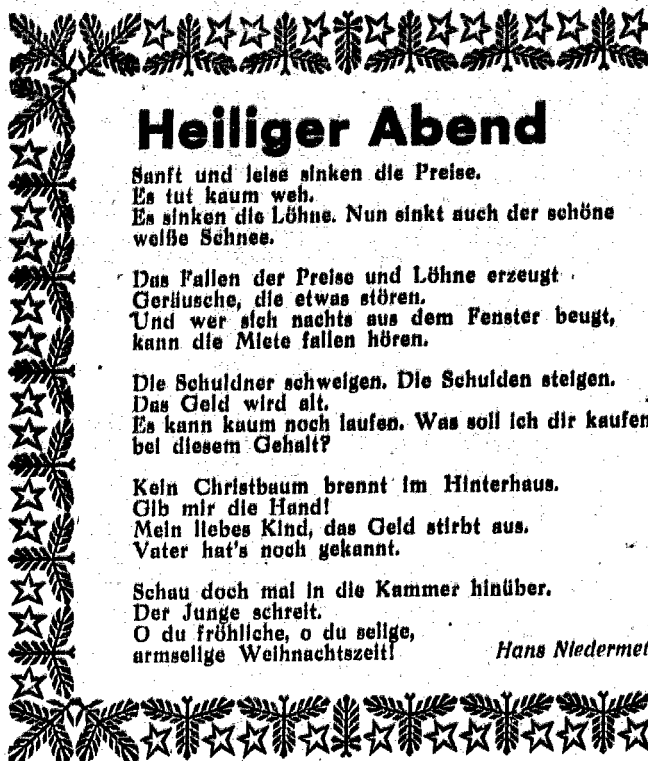 Heiliger Abend
Sanft und leise sinken die Preise.
Es tut kaum weh.
Es sinken die Löhne. Nun sinkt auch der schöne
weiße Schnee.
Das Fallen der Preise und Löhne erzeugt
Geräusche, die etwas stören.
Und wer sich nachts aus dem Fenster beugt,
kann die Miete fallen hören.
Die Schuldner schweigen. Die Schulden steigen.
Das Geld wird alt.
Es kann kaum noch laufen. Was soll ich dir kaufen
bei diesem Gehalt?
Kein Christbaum brennt im Hinterhaus.
Gib mir die Hand!
Mein liebes Kind, das Geld stirbt aus.
Vater hat's noch gekannt.
Schau doch mal in die Kammer hinüber.
Der Junge schreit.
O du fröhliche, o du selige,
armselige Weihnachtszeit!
Hans